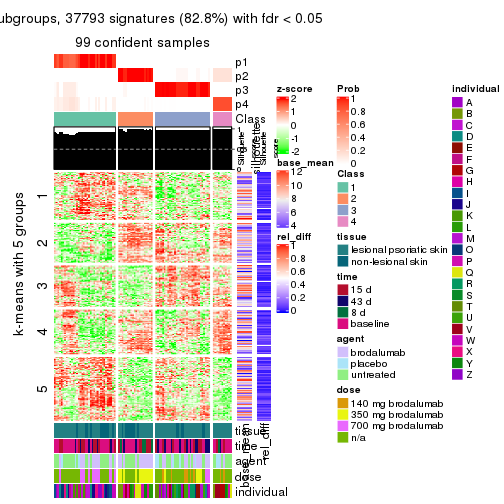 ubgroups, 37793 signatures (82.8%) with fdr < 0.05
99 confident samples
p1
p2
p3
p4
Class
1
0
silhouette
score
k-means with 5 groups
1
2
3
4
5
tissue
time
agent
dose
individual
base_mean
rel_diff
z-score
2
1
0
-1
-2
base_mean
12
10
8
6
4
rel_diff
1
0.8
0.6
0.4
0.2
0
Prob
1
0.8
0.6
0.4
0.2
0
Class
1
2
3
4
tissue
lesional psoriatic skin
non-lesional skin
time
15 d
43 d
8 d
baseline
agent
brodalumab
placebo
untreated
dose
140 mg brodalumab
350 mg brodalumab
700 mg brodalumab
n/a
individual
A
B
C
D
E
F
G
H
I
J
K
L
M
O
P
Q
R
S
T
U
V
W
X
Y
Z